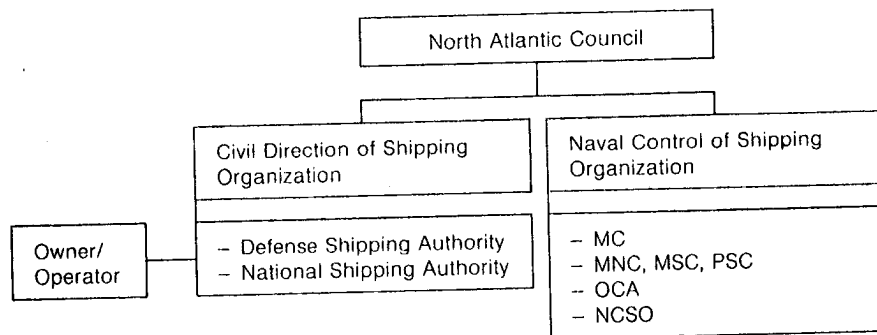 North Atlantic Council
Civil Direction of Shipping
Organization
Naval Control of Shipping
Organization
Owner/
Operator
– Defense Shipping Authority
– National Shipping Authority
– MC
– MNC, MSC, PSC
– OCA
– NCSO